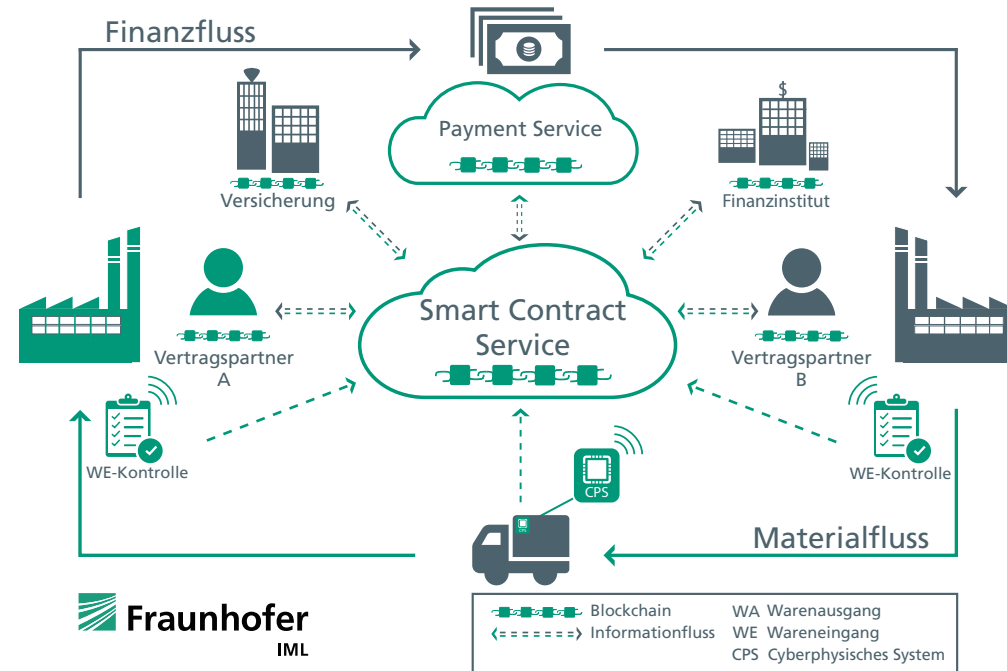 Finanzfluss
$
Payment Service
Versicherung
Finanzinstitut
Smart Contract
Service
Vertragspartner
A
Vertragspartner
B
WE-Kontrolle
WE-Kontrolle
CPS
CPS
Materialfluss
Fraunhofer
IML
Blockchain
Informationfluss
WA Warenausgang
WE Wareneingang
CPS Cyberphysisches System